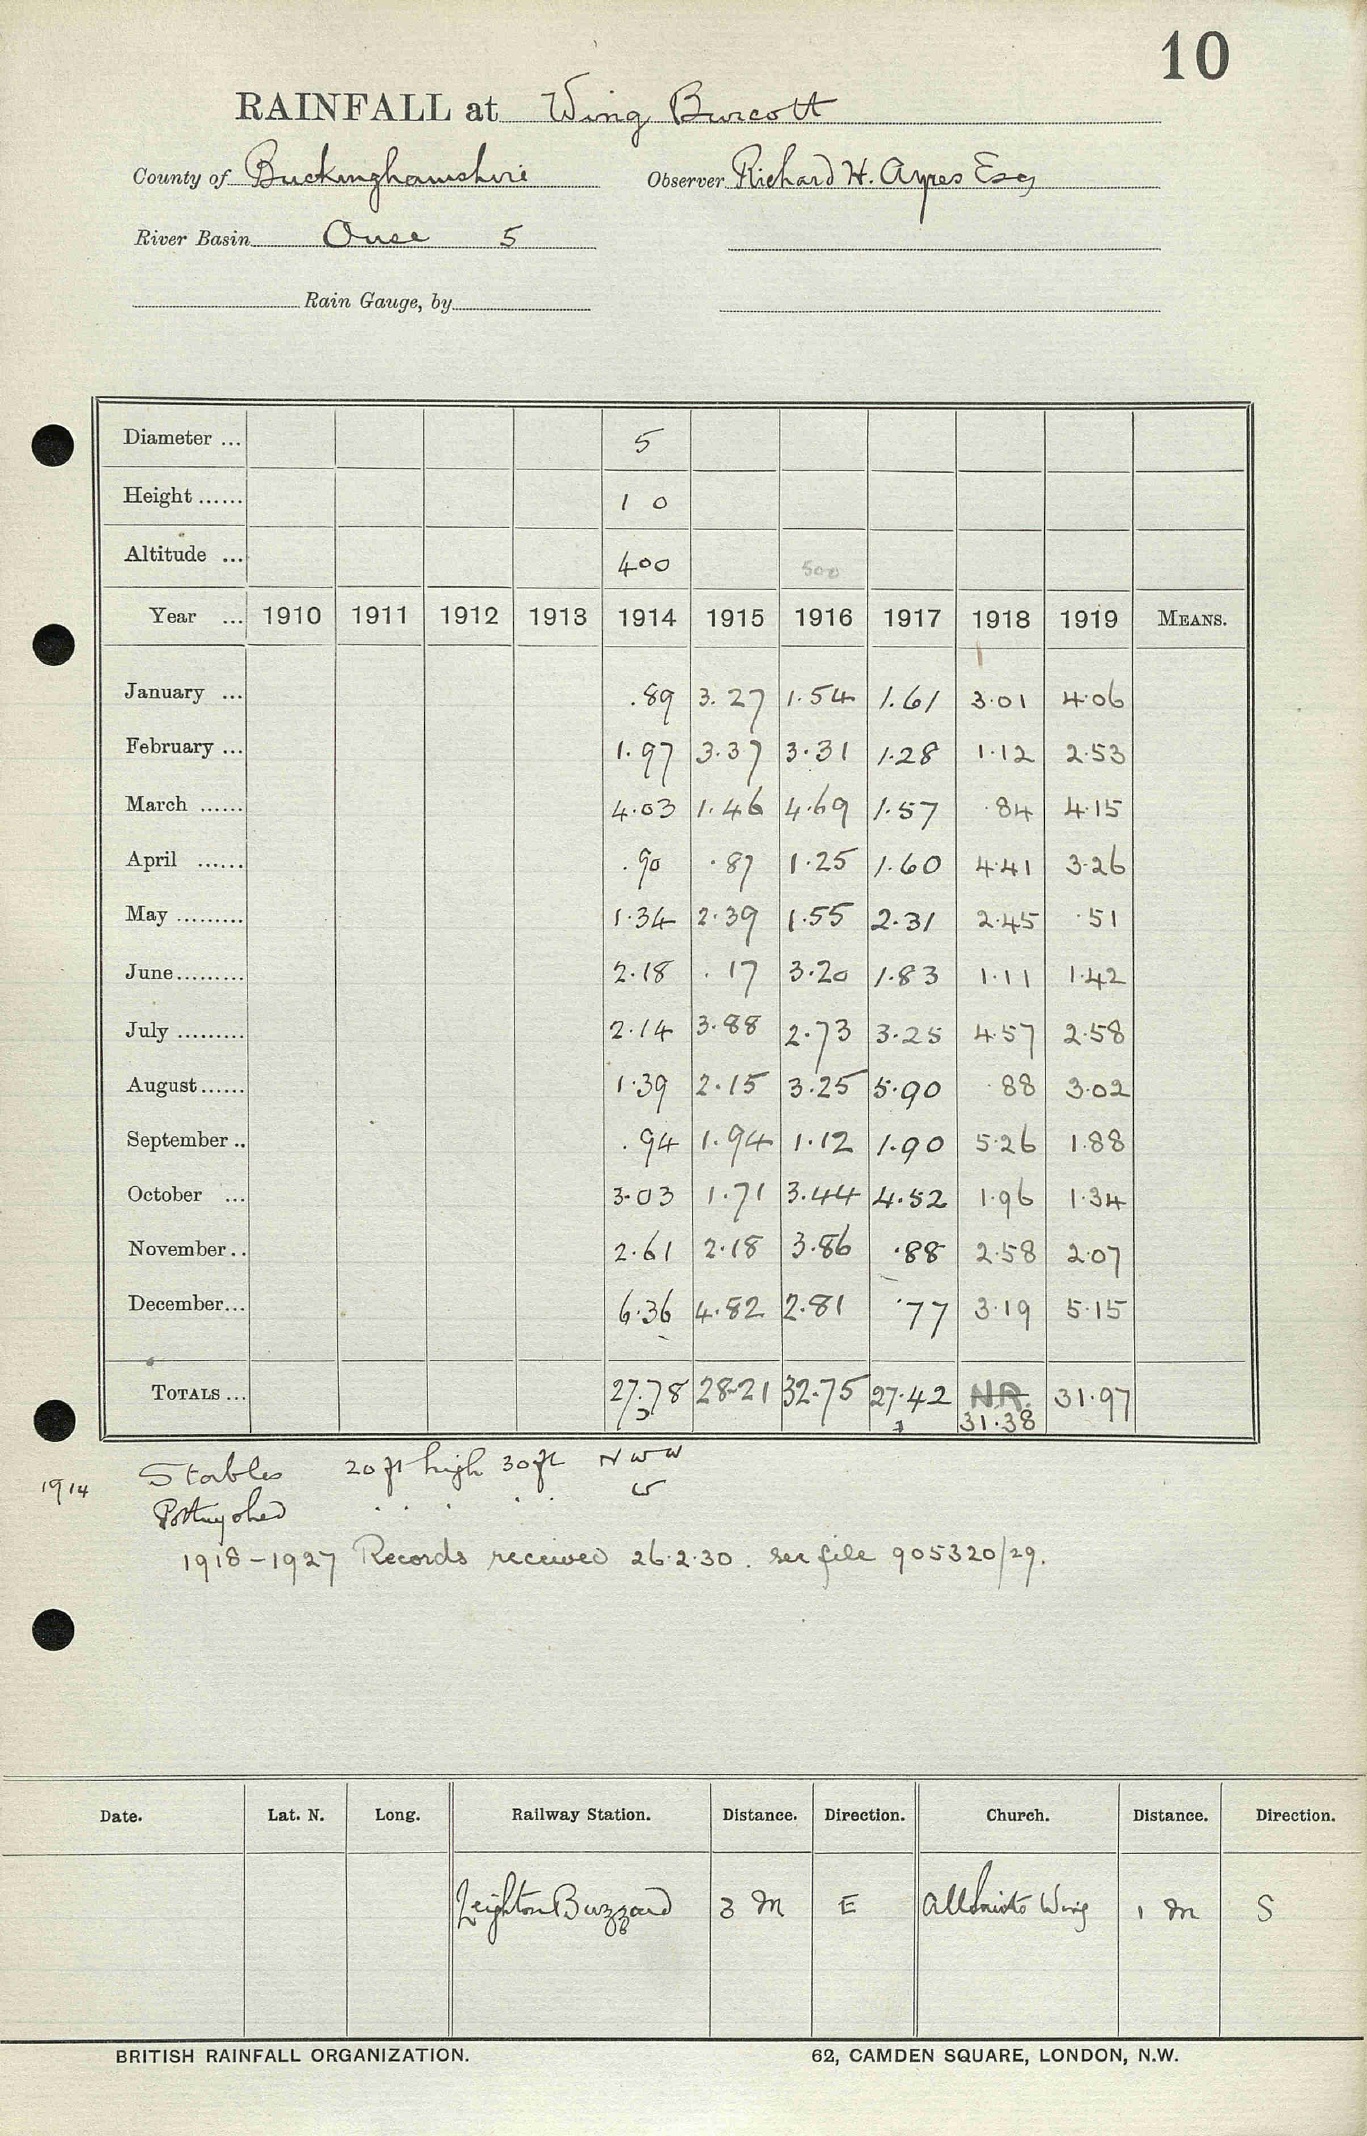 10
RAINFALL at Wing Burcott
County of Buckinghamshire Observer Richard H. Ayres Esq
River Basin Ouse 5
Rain Gauge, by
Diameter ... 5
Height ...... 1 0
Altitude ... 400 500
Year ... 1910 1911 1912 1913 1914 1915 1916 1917 1918 1919 MEANS.
January ... .89 3.27 1.54 1.61 3.01 4.06
February ... 1.97 3.37 3.31 1.28 1.12 2.53
March ...... 4.03 1.46 4.69 1.57 .84 4.15
April ...... .90 .87 1.25 1.60 4.41 3.26
May ......... 1.34 2.39 1.55 2.31 2.45 .51
June ......... 2.18 .17 3.20 1.83 1.11 1.42
July ......... 2.14 3.88 2.73 3.25 4.57 2.58
August ...... 1.39 2.15 3.25 5.90 .88 3.02
September .. .94 1.94 1.12 1.90 5.26 1.88
October ... 3.03 1.71 3.44 4.52 1.96 1.34
November .. 2.61 2.18 3.86 .88 2.58 2.07
December ... 6.36 4.82 2.81 .77 3.19 5.15
TOTALS ... 27.78 28.21 32.75 27.42 N.R. 31.97
31.38
1914 Stables 20 ft high 30 ft N W W
W
1918-1927 Records received 26.2.30. see file 905320/29.
Date. Lat. N. Long. Railway Station. Distance. Direction. Church. Distance. Direction.
Leighton Buzzard 3 m E All Saints Wing 1 m S
BRITISH RAINFALL ORGANIZATION. 62, CAMDEN SQUARE, LONDON, N.W.